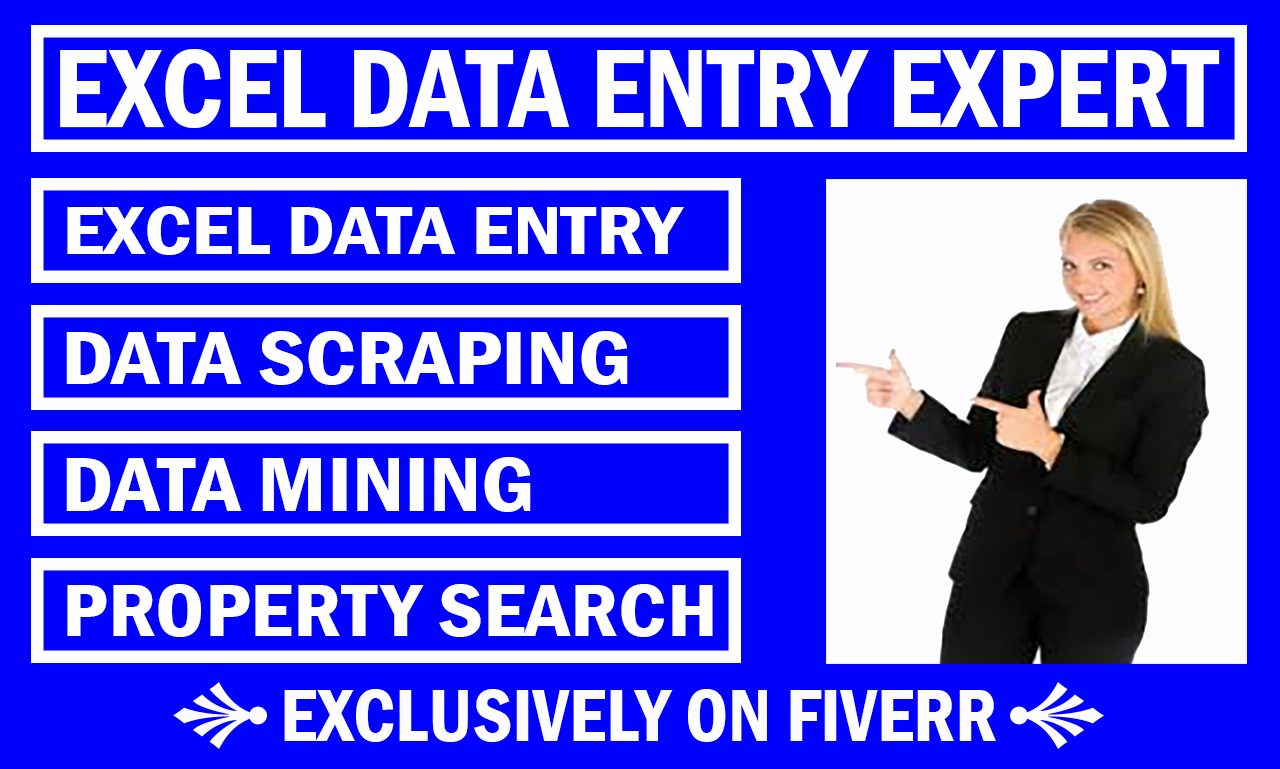 EXCEL DATA ENTRY EXPERT
EXCEL DATA ENTRY
DATA SCRAPING
DATA MINING
PROPERTY SEARCH
EXCLUSIVELY ON FIVERR